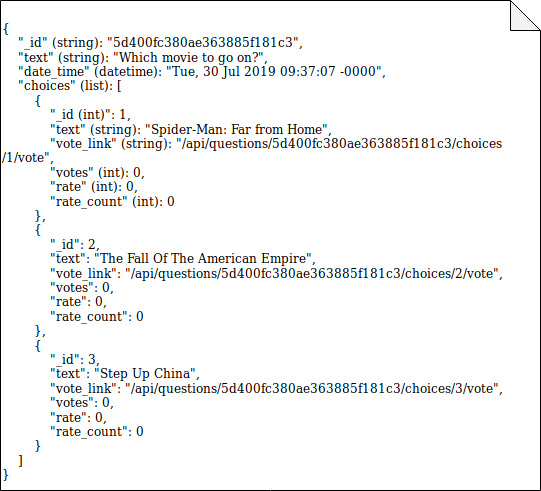 {
    "_id" (string): "5d400fc380ae363885f181c3",
    "text" (string): "Which movie to go on?",
    "date_time" (datetime): "Tue, 30 Jul 2019 09:37:07 -0000",
    "choices" (list): [
        {
            "_id (int)": 1,
            "text" (string): "Spider-Man: Far from Home",
            "vote_link" (string): "/api/questions/5d400fc380ae363885f181c3/choices
/1/vote",
            "votes" (int): 0,
            "rate" (int): 0,
            "rate_count" (int): 0
        },
        {
            "_id": 2,
            "text": "The Fall Of The American Empire",
            "vote_link": "/api/questions/5d400fc380ae363885f181c3/choices/2/vote",
            "votes": 0,
            "rate": 0,
            "rate_count": 0
        },
        {
            "_id": 3,
            "text": "Step Up China",
            "vote_link": "/api/questions/5d400fc380ae363885f181c3/choices/3/vote",
            "votes": 0,
            "rate": 0,
            "rate_count": 0
        }
    ]
}